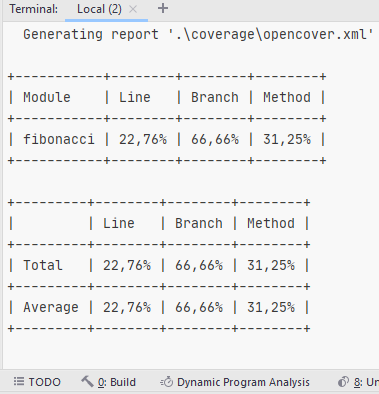 Terminal: Local (2) × +
Generating report '.\coverage\opencover.xml'
+-----------+--------+--------+--------+
| Module    | Line   | Branch | Method |
+-----------+--------+--------+--------+
| fibonacci | 22,76% | 66,66% | 31,25% |
+-----------+--------+--------+--------+
+---------+--------+--------+--------+
|         | Line   | Branch | Method |
+---------+--------+--------+--------+
| Total   | 22,76% | 66,66% | 31,25% |
+---------+--------+--------+--------+
| Average | 22,76% | 66,66% | 31,25% |
+---------+--------+--------+--------+
TODO 0: Build Dynamic Program Analysis 8: Un